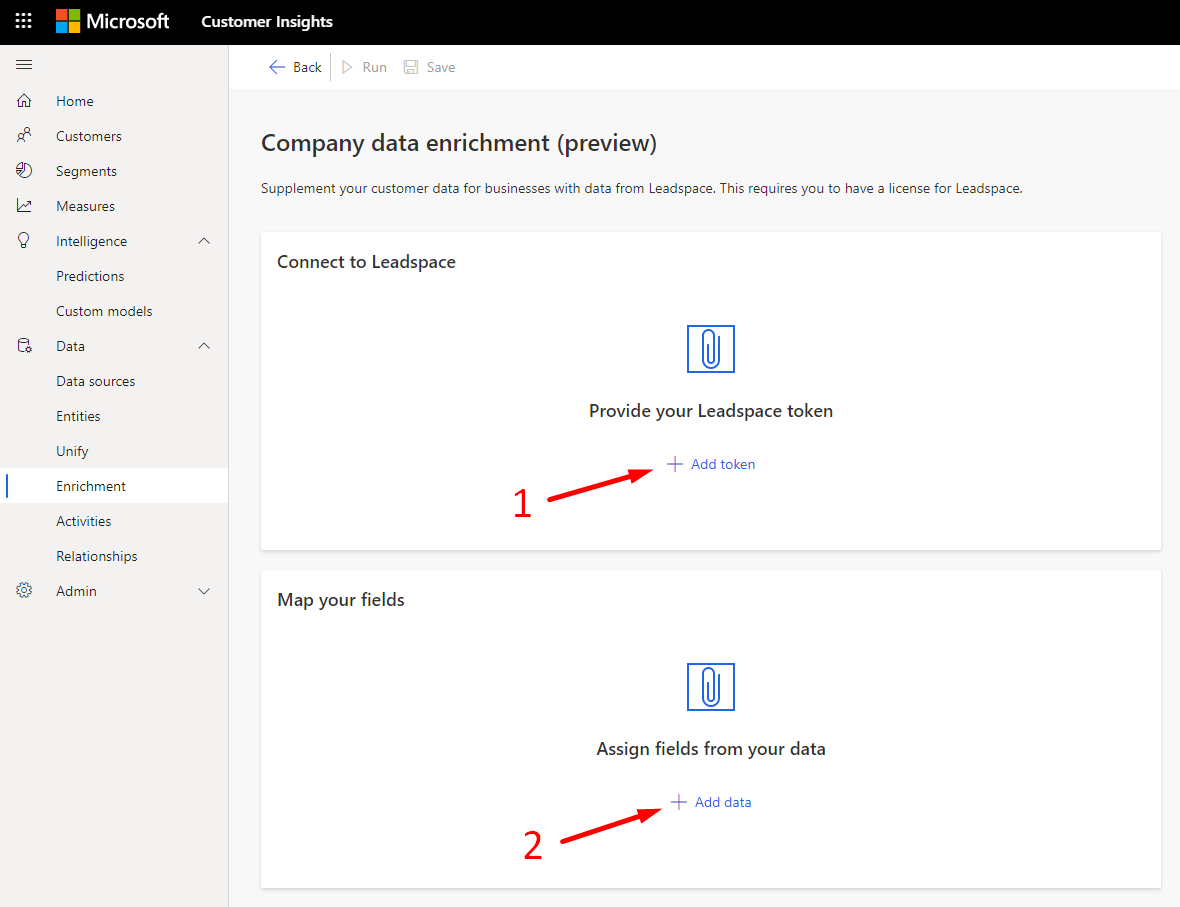 Microsoft Customer Insights
Back Run Save
Home
Customers
Segments
Measures
Intelligence
Predictions
Custom models
Data
Data sources
Entities
Unify
Enrichment
Activities
Relationships
Admin
Company data enrichment (preview)
Supplement your customer data for businesses with data from Leadspace. This requires you to have a license for Leadspace.
Connect to Leadspace
Provide your Leadspace token
Add token
1
Map your fields
Assign fields from your data
Add data
2